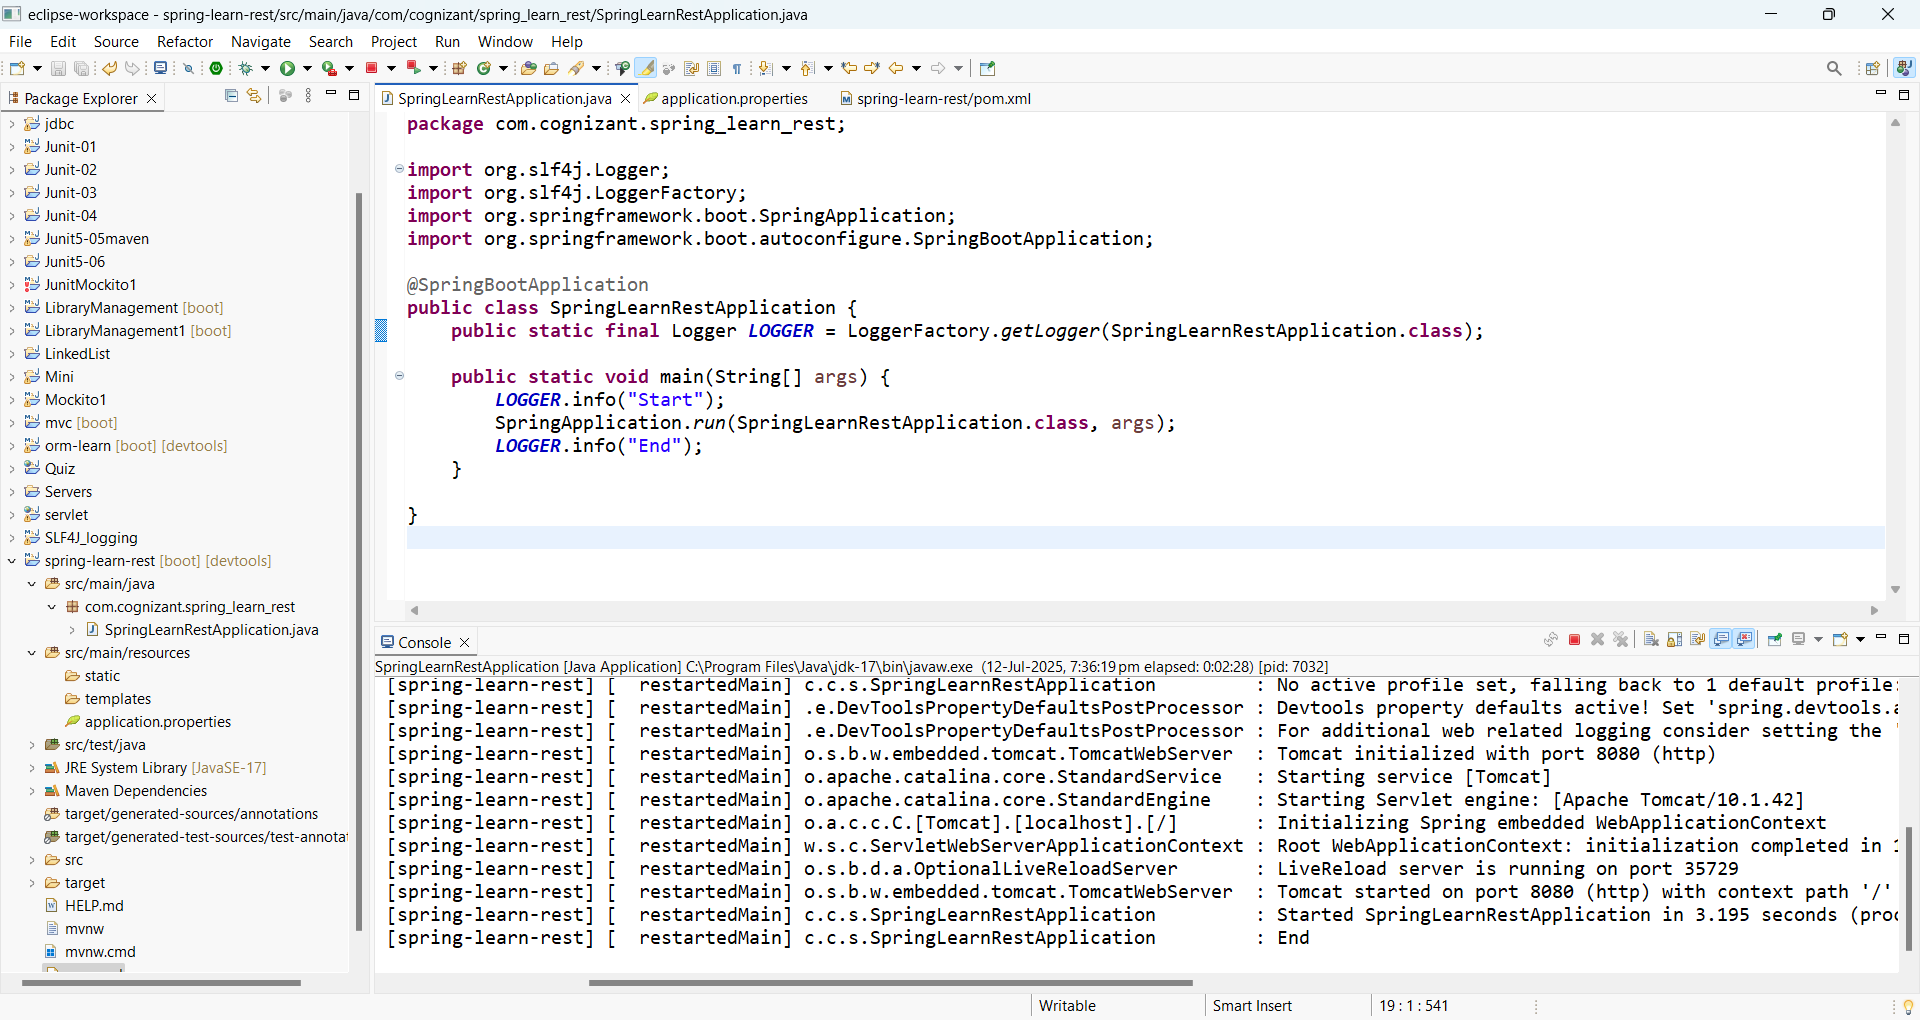 eclipse-workspace - spring-learn-rest/src/main/java/com/cognizant/spring_learn_rest/SpringLearnRestApplication.java
File Edit Source Refactor Navigate Search Project Run Window Help
Package Explorer
jdbc
Junit-01
Junit-02
Junit-03
Junit-04
Junit5-05maven
Junit5-06
JunitMockito1
LibraryManagement [boot]
LibraryManagement1 [boot]
LinkedList
Mini
Mockito1
mvc [boot]
orm-learn [boot] [devtools]
Quiz
Servers
servlet
SLF4J_logging
spring-learn-rest [boot] [devtools]
src/main/java
com.cognizant.spring_learn_rest
SpringLearnRestApplication.java
src/main/resources
static
templates
application.properties
src/test/java
JRE System Library [JavaSE-17]
Maven Dependencies
target/generated-sources/annotations
target/generated-test-sources/test-annotat
src
target
HELP.md
mvnw
mvnw.cmd
SpringLearnRestApplication.java application.properties spring-learn-rest/pom.xml
package com.cognizant.spring_learn_rest;
import org.slf4j.Logger;
import org.slf4j.LoggerFactory;
import org.springframework.boot.SpringApplication;
import org.springframework.boot.autoconfigure.SpringBootApplication;
@SpringBootApplication
public class SpringLearnRestApplication {
public static final Logger LOGGER = LoggerFactory.getLogger(SpringLearnRestApplication.class);
public static void main(String[] args) {
LOGGER.info("Start");
SpringApplication.run(SpringLearnRestApplication.class, args);
LOGGER.info("End");
}
}
Console
SpringLearnRestApplication [Java Application] C:\Program Files\Java\jdk-17\bin\javaw.exe (12-Jul-2025, 7:36:19 pm elapsed: 0:02:28) [pid: 7032]
[spring-learn-rest] [ restartedMain] c.c.s.SpringLearnRestApplication : No active profile set, falling back to 1 default profile:
[spring-learn-rest] [ restartedMain] .e.DevToolsPropertyDefaultsPostProcessor : Devtools property defaults active! Set 'spring.devtools.a
[spring-learn-rest] [ restartedMain] .e.DevToolsPropertyDefaultsPostProcessor : For additional web related logging consider setting the '
[spring-learn-rest] [ restartedMain] o.s.b.w.embedded.tomcat.TomcatWebServer : Tomcat initialized with port 8080 (http)
[spring-learn-rest] [ restartedMain] o.apache.catalina.core.StandardService : Starting service [Tomcat]
[spring-learn-rest] [ restartedMain] o.apache.catalina.core.StandardEngine : Starting Servlet engine: [Apache Tomcat/10.1.42]
[spring-learn-rest] [ restartedMain] o.a.c.c.C.[Tomcat].[localhost].[/] : Initializing Spring embedded WebApplicationContext
[spring-learn-rest] [ restartedMain] w.s.c.ServletWebServerApplicationContext : Root WebApplicationContext: initialization completed in 1
[spring-learn-rest] [ restartedMain] o.s.b.d.a.OptionalLiveReloadServer : LiveReload server is running on port 35729
[spring-learn-rest] [ restartedMain] o.s.b.w.embedded.tomcat.TomcatWebServer : Tomcat started on port 8080 (http) with context path '/'
[spring-learn-rest] [ restartedMain] c.c.s.SpringLearnRestApplication : Started SpringLearnRestApplication in 3.195 seconds (proc
[spring-learn-rest] [ restartedMain] c.c.s.SpringLearnRestApplication : End
Writable Smart Insert 19 : 1 : 541